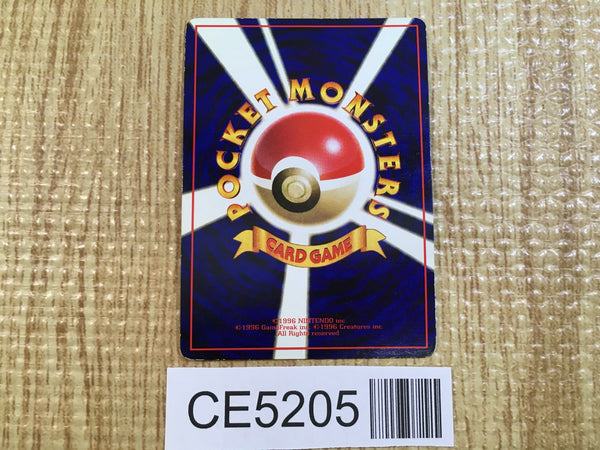 POCKET MONSTERS
CARD GAME
©1996 NINTENDO inc
©1996 GameFreak inc. ©1996 Creatures inc.
All Rights reserved
CE5205